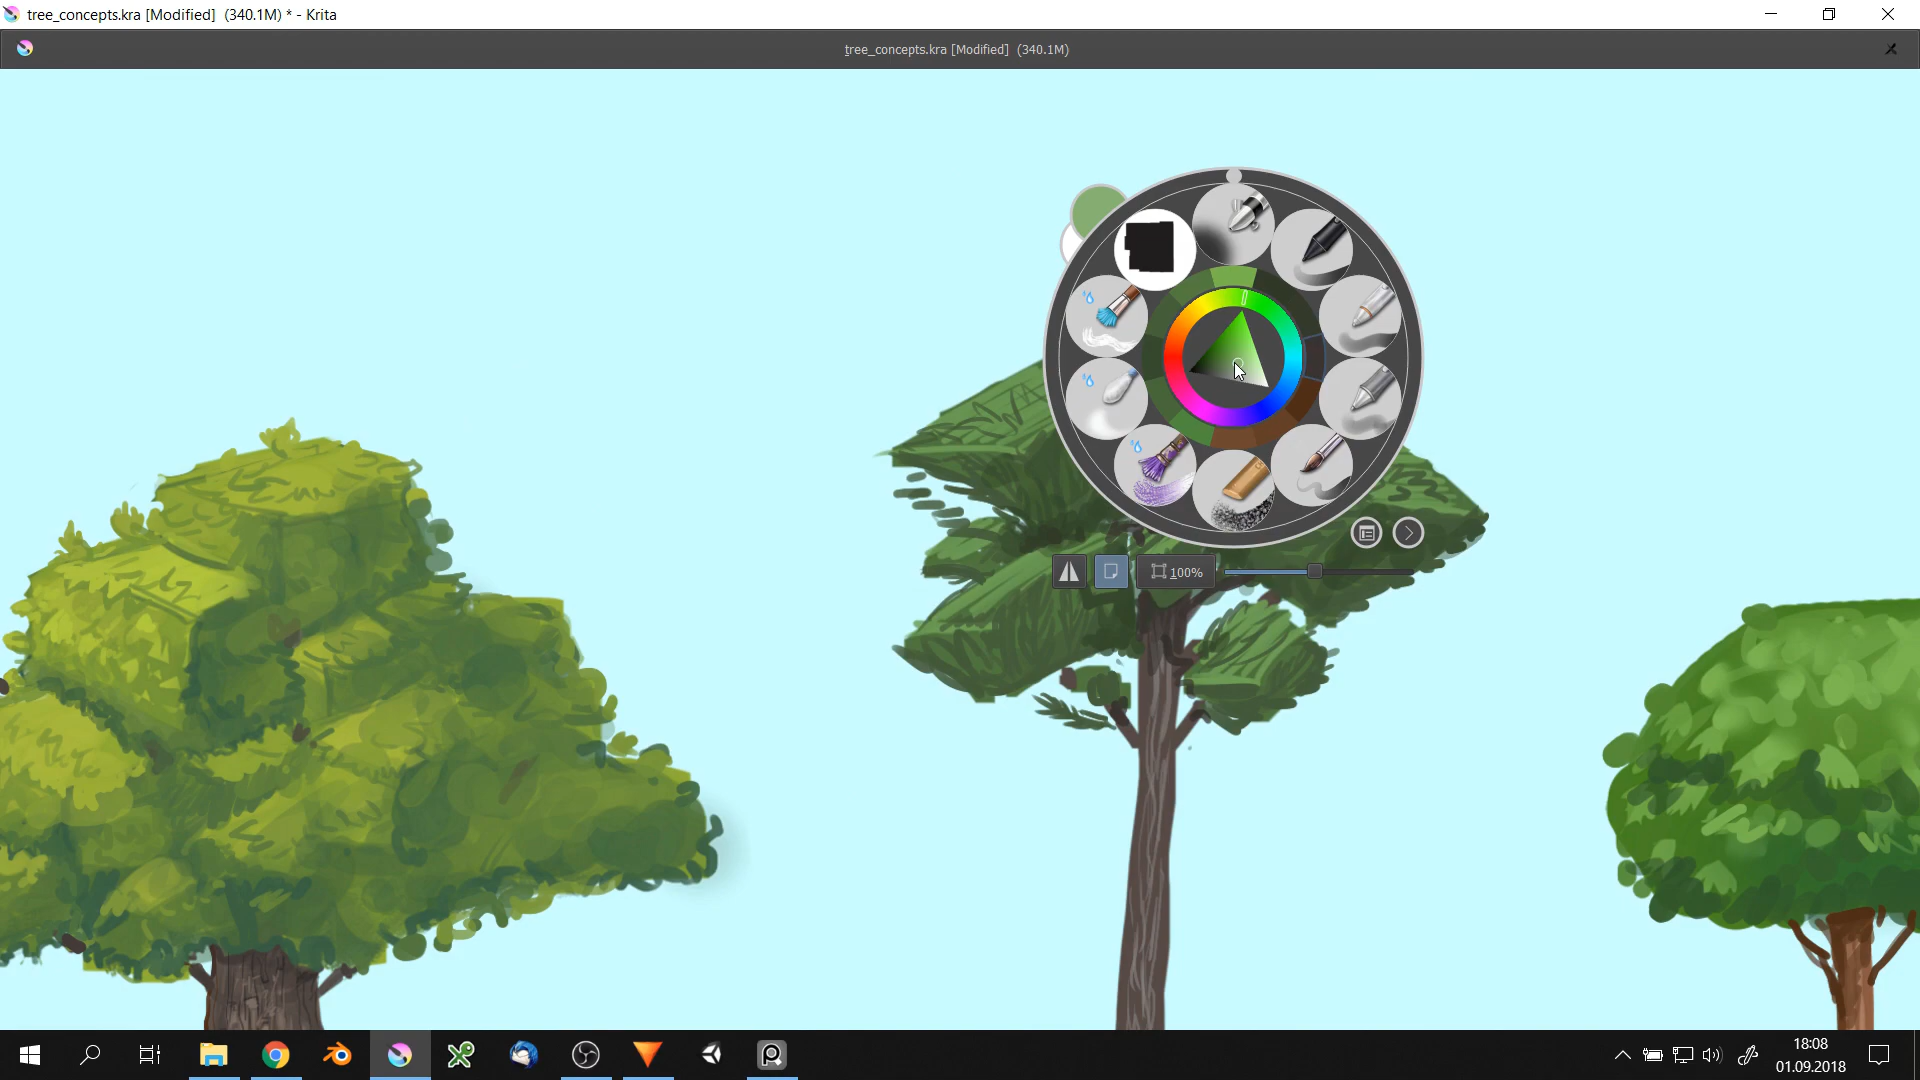 tree_concepts.kra [Modified]  (340.1M) * - Krita
tree_concepts.kra [Modified]  (340.1M)
100%
18:08
01.09.2018